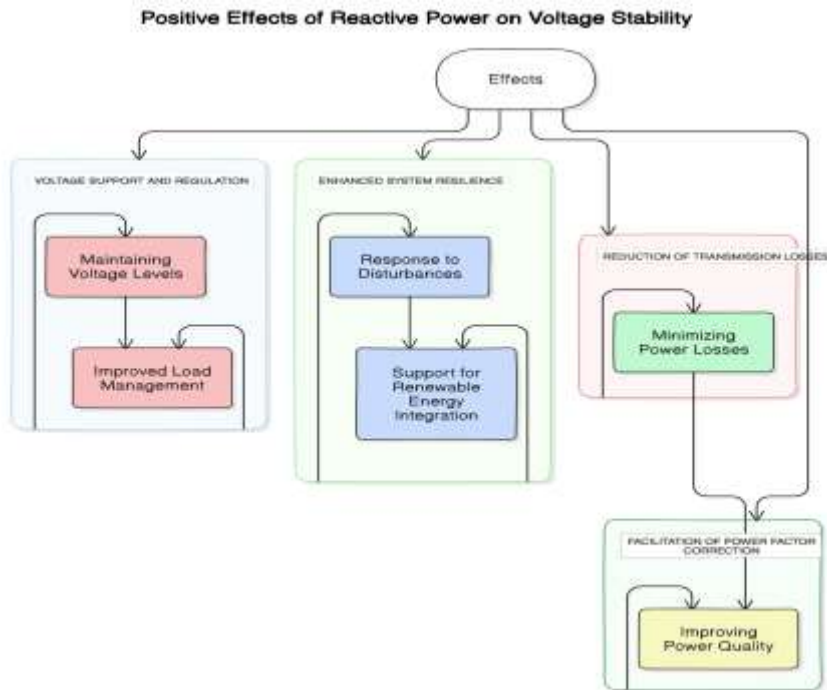 Positive Effects of Reactive Power on Voltage Stability
Effects
VOLTAGE SUPPORT AND REGULATION
Maintaining
Voltage Levels
Improved Load
Management
ENHANCED SYSTEM RESILIENCE
Response to
Disturbances
Support for
Renewable
Energy
Integration
REDUCTION OF TRANSMISSION LOSSES
Minimizing
Power Losses
FACILITATION OF POWER FACTOR
CORRECTION
Improving
Power Quality